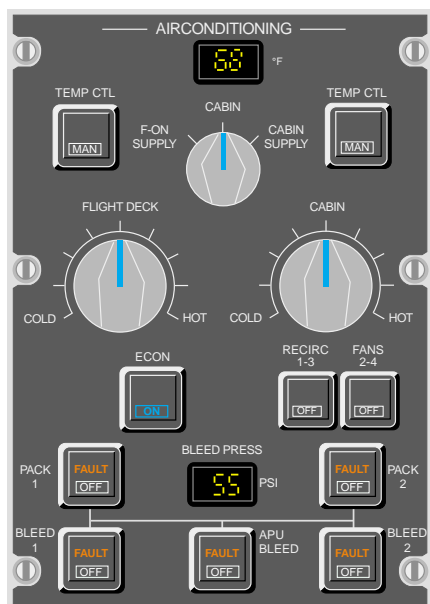 AIRCONDITIONING
68 °F
TEMP CTL
TEMP CTL
CABIN
F-ON SUPPLY
CABIN SUPPLY
MAN
MAN
FLIGHT DECK
CABIN
COLD
HOT
COLD
HOT
ECON
ON
RECIRC 1-3
FANS 2-4
OFF
OFF
BLEED PRESS
55 PSI
PACK 1
FAULT
OFF
FAULT
OFF
PACK 2
BLEED 1
FAULT
OFF
FAULT
OFF
APU BLEED
FAULT
OFF
BLEED 2